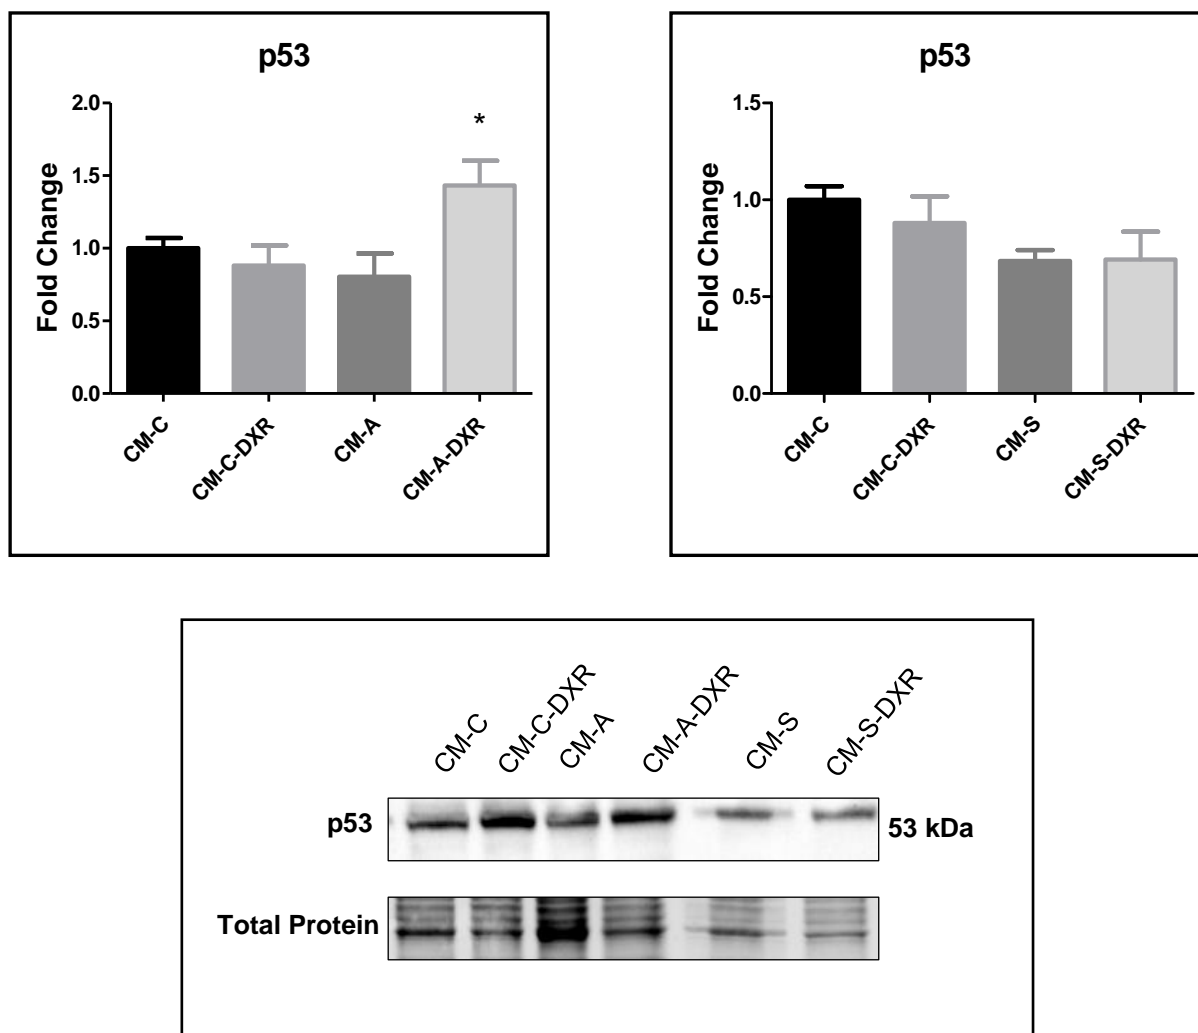 p53
Fold Change
2.0
*
1.5
1.0
0.5
0.0
CM-C
CM-C-DXR
CM-A
CM-A-DXR
p53
Fold Change
1.5
1.0
0.5
0.0
CM-C
CM-C-DXR
CM-S
CM-S-DXR
CM-C
CM-C-DXR
CM-A
CM-A-DXR
CM-S
CM-S-DXR
p53
53 kDa
Total Protein